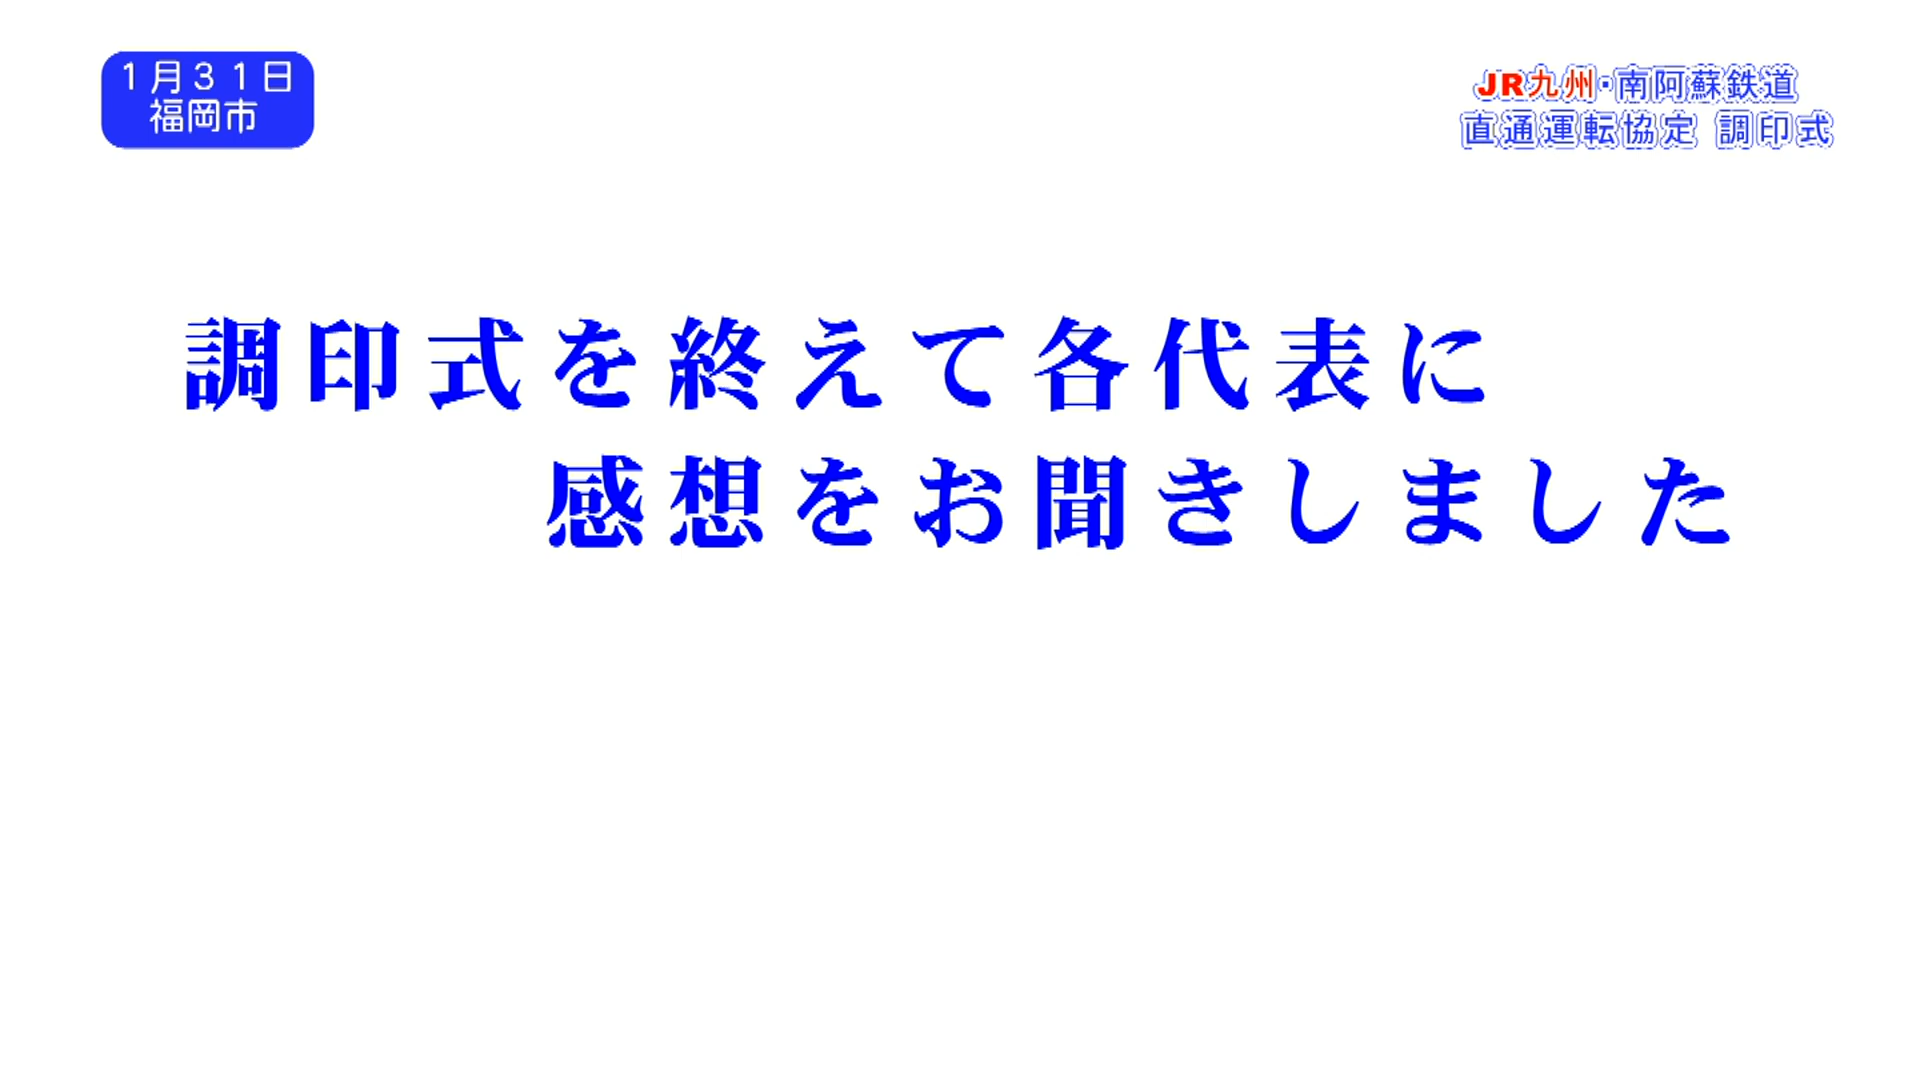 １月３１日
福岡市
JR九州・南阿蘇鉄道
直通運転協定 調印式
調印式を終えて各代表に
感想をお聞きしました